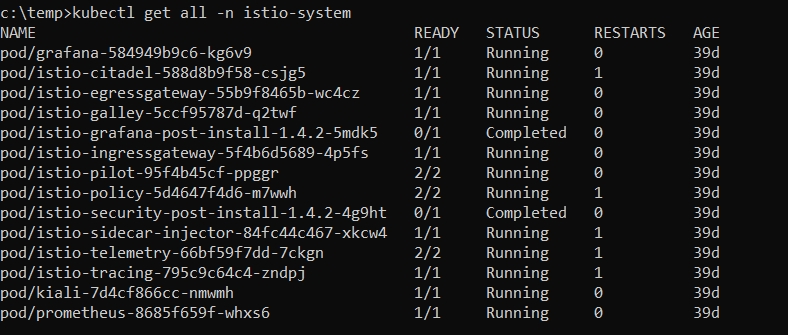 c:\temp>kubectl get all -n istio-system
NAME READY STATUS RESTARTS AGE
pod/grafana-584949b9c6-kg6v9 1/1 Running 0 39d
pod/istio-citadel-588d8b9f58-csjg5 1/1 Running 1 39d
pod/istio-egressgateway-55b9f8465b-wc4cz 1/1 Running 0 39d
pod/istio-galley-5ccf95787d-q2twf 1/1 Running 0 39d
pod/istio-grafana-post-install-1.4.2-5mdk5 0/1 Completed 0 39d
pod/istio-ingressgateway-5f4b6d5689-4p5fs 1/1 Running 0 39d
pod/istio-pilot-95f4b45cf-ppggr 2/2 Running 0 39d
pod/istio-policy-5d4647f4d6-m7wwh 2/2 Running 1 39d
pod/istio-security-post-install-1.4.2-4g9ht 0/1 Completed 0 39d
pod/istio-sidecar-injector-84fc44c467-xkcw4 1/1 Running 1 39d
pod/istio-telemetry-66bf59f7dd-7ckgn 2/2 Running 1 39d
pod/istio-tracing-795c9c64c4-zndpj 1/1 Running 1 39d
pod/kiali-7d4cf866cc-nmwmh 1/1 Running 0 39d
pod/prometheus-8685f659f-whxs6 1/1 Running 0 39d